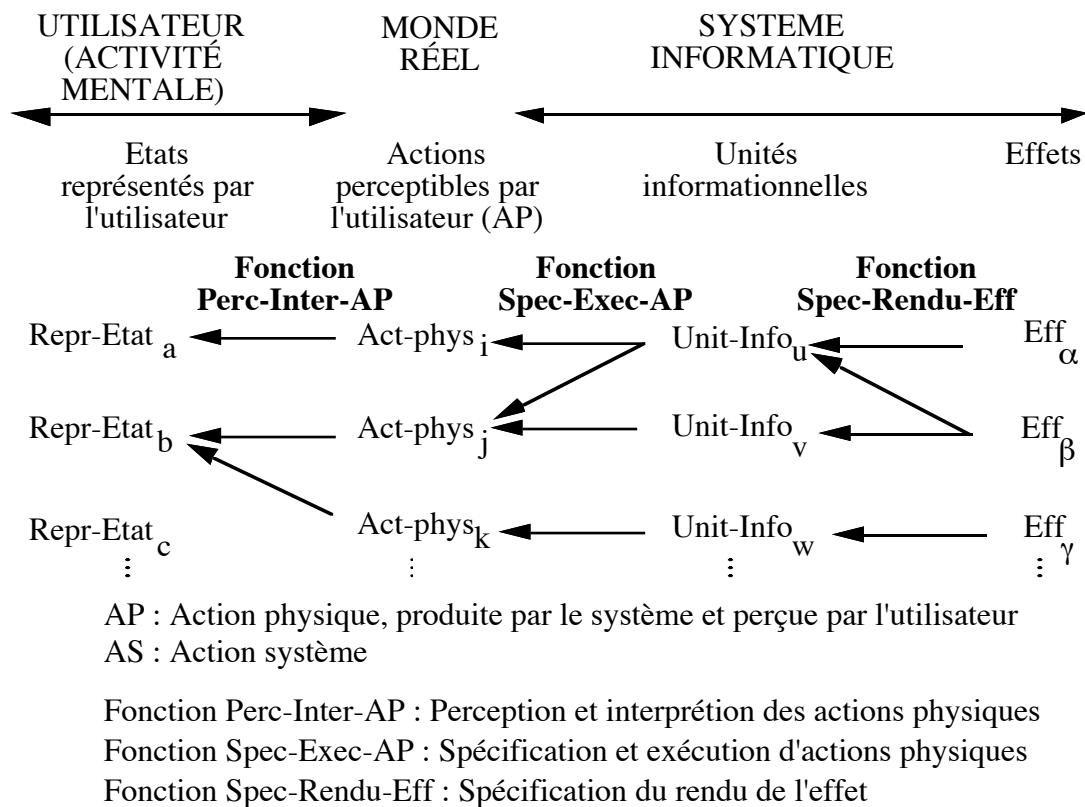 UTILISATEUR
(ACTIVITÉ
MENTALE)
MONDE
RÉEL
SYSTEME
INFORMATIQUE
Etats
représentés par
l'utilisateur
Actions
perceptibles par
l'utilisateur (AP)
Unités
informationnelles
Effets
Fonction
Perc-Inter-AP
Fonction
Spec-Exec-AP
Fonction
Spec-Rendu-Eff
Repr-Etat a
Act-phys i
Unit-Info u
Eff α
Repr-Etat b
Act-phys j
Unit-Info v
Eff β
Repr-Etat c
Act-phys k
Unit-Info w
Eff γ
AP : Action physique, produite par le système et perçue par l'utilisateur
AS : Action système
Fonction Perc-Inter-AP : Perception et interprétion des actions physiques
Fonction Spec-Exec-AP : Spécification et exécution d'actions physiques
Fonction Spec-Rendu-Eff : Spécification du rendu de l'effet